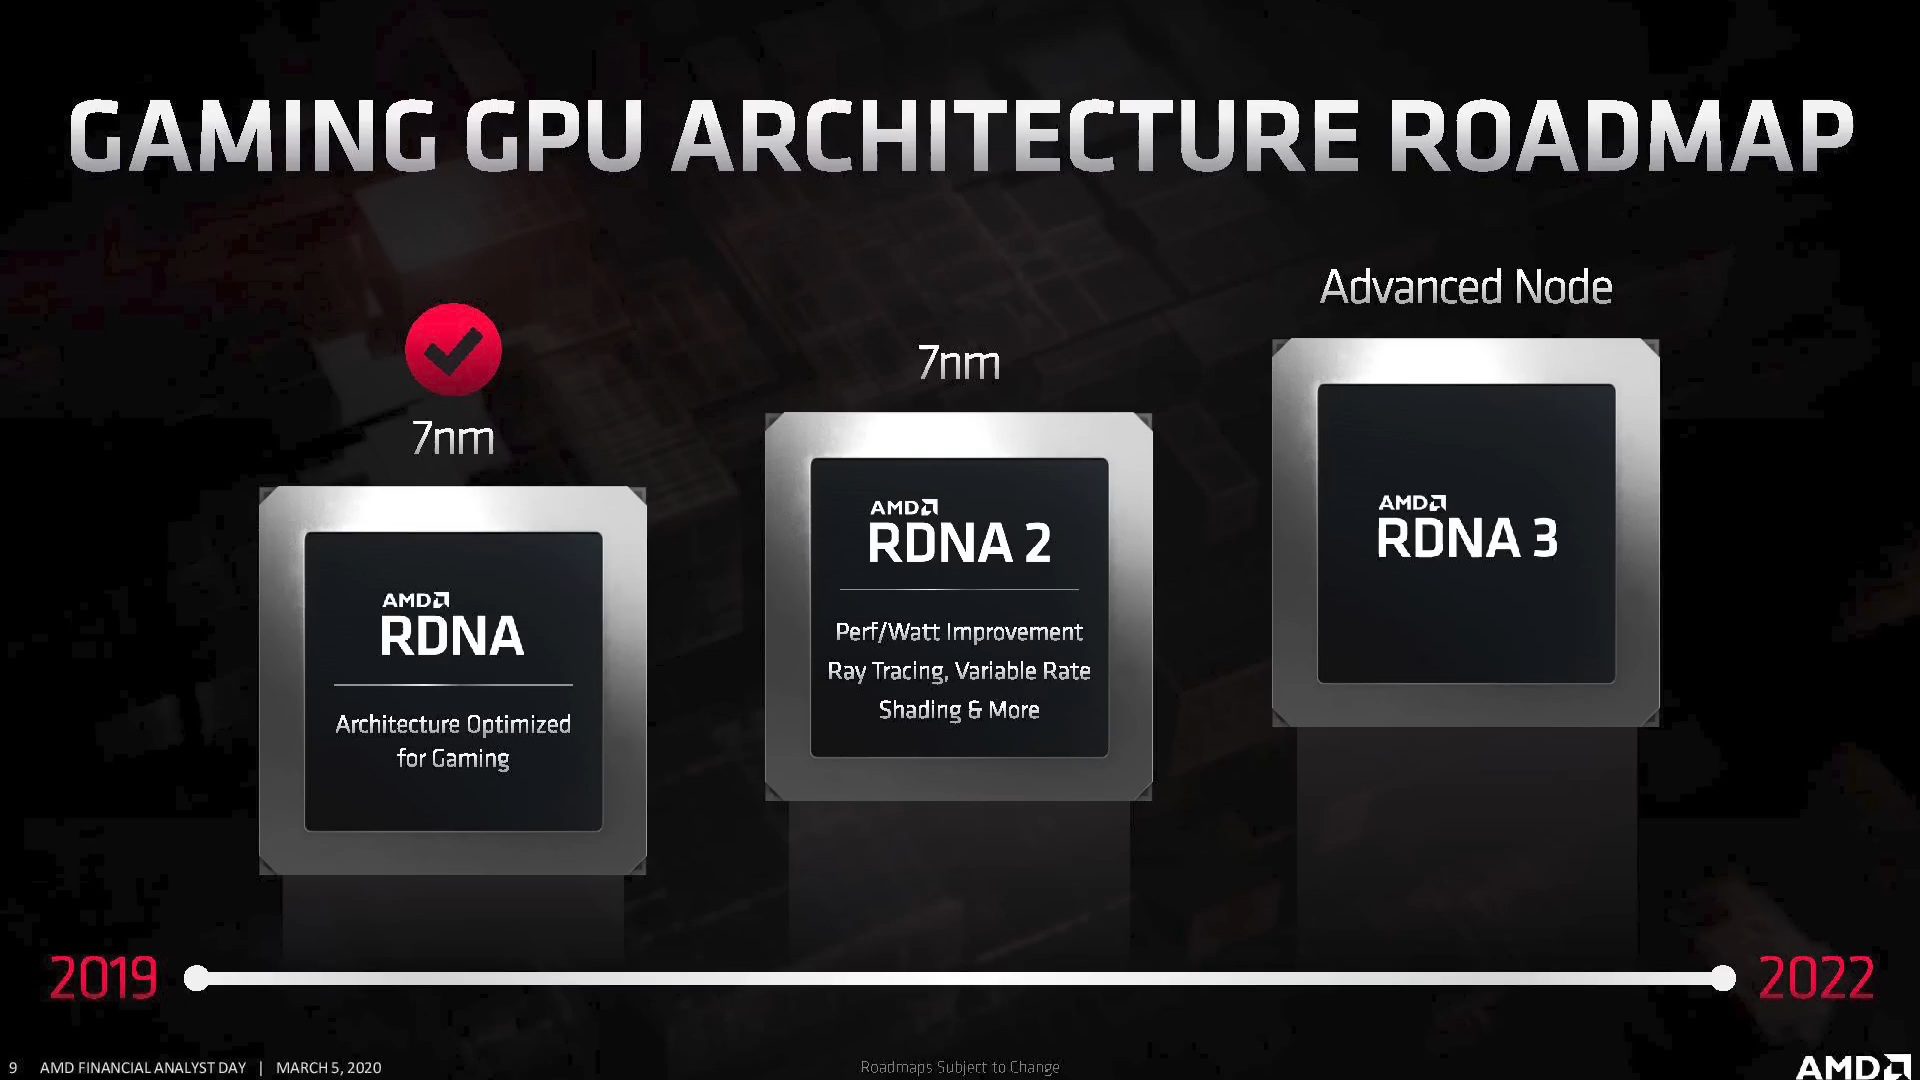 GAMING GPU ARCHITECTURE ROADMAP
7nm
AMD
RDNA
Architecture Optimized
for Gaming
7nm
AMD
RDNA 2
Perf/Watt Improvement
Ray Tracing, Variable Rate
Shading & More
Advanced Node
AMD
RDNA 3
2019
2022
9 AMD FINANCIAL ANALYST DAY | MARCH 5, 2020
Roadmaps Subject to Change
AMD